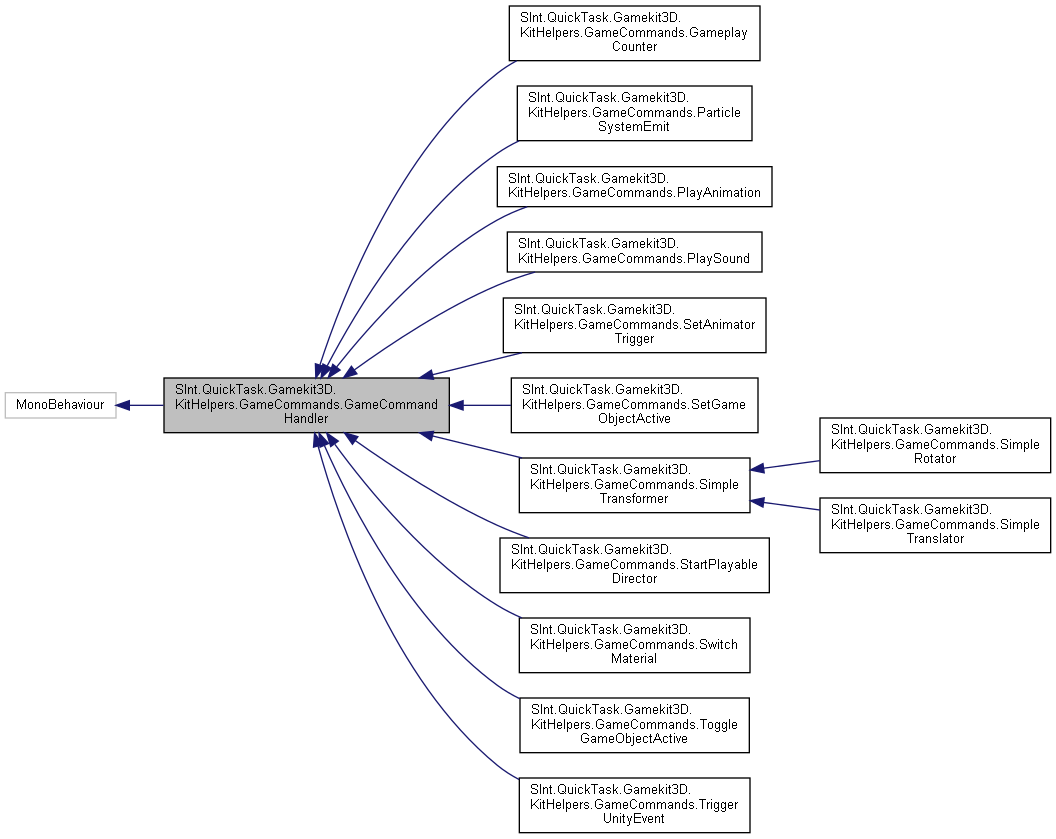 SInt.QuickTask.Gamekit3D.
KitHelpers.GameCommands.Gameplay
Counter
SInt.QuickTask.Gamekit3D.
KitHelpers.GameCommands.Particle
SystemEmit
SInt.QuickTask.Gamekit3D.
KitHelpers.GameCommands.PlayAnimation
SInt.QuickTask.Gamekit3D.
KitHelpers.GameCommands.PlaySound
SInt.QuickTask.Gamekit3D.
KitHelpers.GameCommands.SetAnimator
Trigger
MonoBehaviour
SInt.QuickTask.Gamekit3D.
KitHelpers.GameCommands.GameCommand
Handler
SInt.QuickTask.Gamekit3D.
KitHelpers.GameCommands.SetGame
ObjectActive
SInt.QuickTask.Gamekit3D.
KitHelpers.GameCommands.Simple
Transformer
SInt.QuickTask.Gamekit3D.
KitHelpers.GameCommands.Simple
Rotator
SInt.QuickTask.Gamekit3D.
KitHelpers.GameCommands.Simple
Translator
SInt.QuickTask.Gamekit3D.
KitHelpers.GameCommands.StartPlayable
Director
SInt.QuickTask.Gamekit3D.
KitHelpers.GameCommands.Switch
Material
SInt.QuickTask.Gamekit3D.
KitHelpers.GameCommands.Toggle
GameObjectActive
SInt.QuickTask.Gamekit3D.
KitHelpers.GameCommands.Trigger
UnityEvent